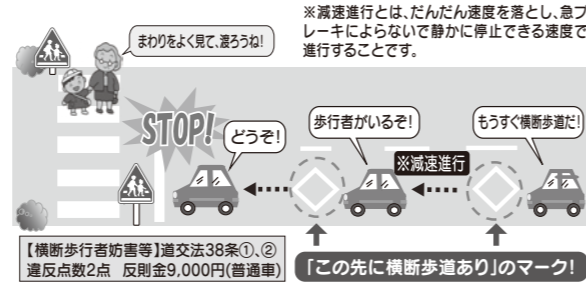 ※減速進行とは、だんだん速度を落とし、急ブ
レーキによらないで静かに停止できる速度で
進行することです。
まわりをよく見て、渡ろうね!
STOP!
どうぞ!
歩行者がいるぞ!
もうすぐ横断歩道だ!
※減速進行
【横断歩行者妨害等】道交法38条①、②
違反点数2点 反則金9,000円(普通車)
「この先に横断歩道あり」のマーク!